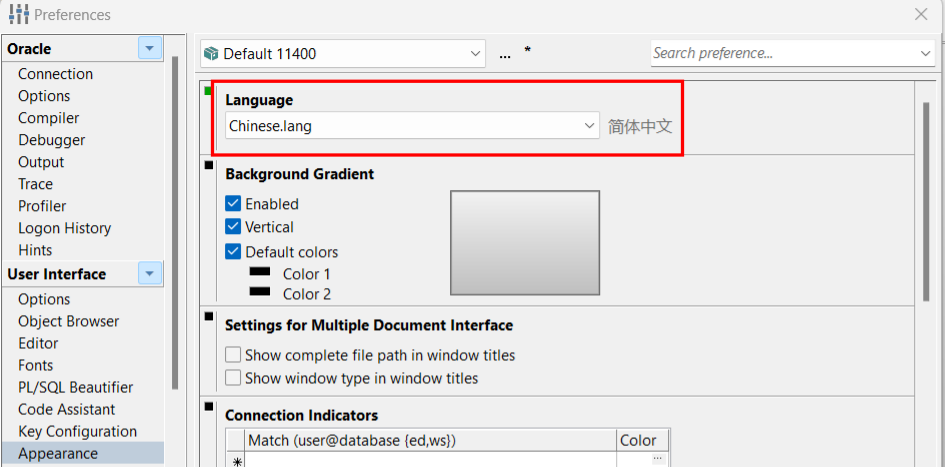 Preferences
Oracle
Connection
Options
Compiler
Debugger
Output
Trace
Profiler
Logon History
Hints
User Interface
Options
Object Browser
Editor
Fonts
PL/SQL Beautifier
Code Assistant
Key Configuration
Appearance
Default 11400
... *
Search preference...
Language
Chinese.lang 简体中文
Background Gradient
Enabled
Vertical
Default colors
Color 1
Color 2
Settings for Multiple Document Interface
Show complete file path in window titles
Show window type in window titles
Connection Indicators
Match (user@database {ed,ws}) Color
* ...